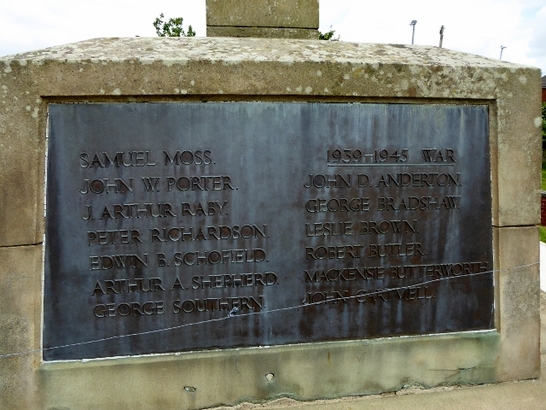 SAMUEL MOSS.
JOHN W. PORTER.
J. ARTHUR RABY.
PETER RICHARDSON
EDWIN B. SCHOFIELD.
ARTHUR A. SHEPHERD.
GEORGE SOUTHERN
1939–1945 WAR
JOHN D. ANDERTON.
GEORGE BRADSHAW.
LESLIE BROWN.
ROBERT BUTLER
MACKENSIE BUTTERWORTH
JOHN